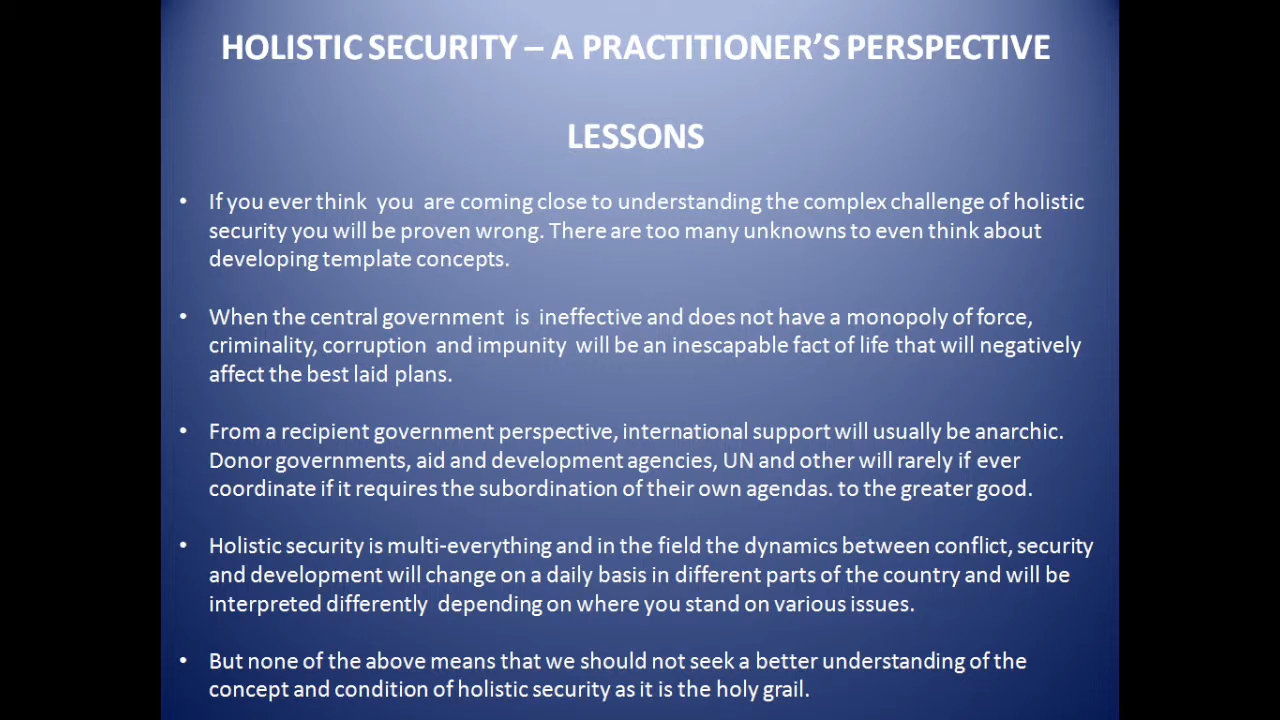 HOLISTIC SECURITY – A PRACTITIONER’S PERSPECTIVE
LESSONS
• If you ever think you are coming close to understanding the complex challenge of holistic
security you will be proven wrong. There are too many unknowns to even think about
developing template concepts.
• When the central government is ineffective and does not have a monopoly of force,
criminality, corruption and impunity will be an inescapable fact of life that will negatively
affect the best laid plans.
• From a recipient government perspective, international support will usually be anarchic.
Donor governments, aid and development agencies, UN and other will rarely if ever
coordinate if it requires the subordination of their own agendas. to the greater good.
• Holistic security is multi-everything and in the field the dynamics between conflict, security
and development will change on a daily basis in different parts of the country and will be
interpreted differently depending on where you stand on various issues.
• But none of the above means that we should not seek a better understanding of the
concept and condition of holistic security as it is the holy grail.